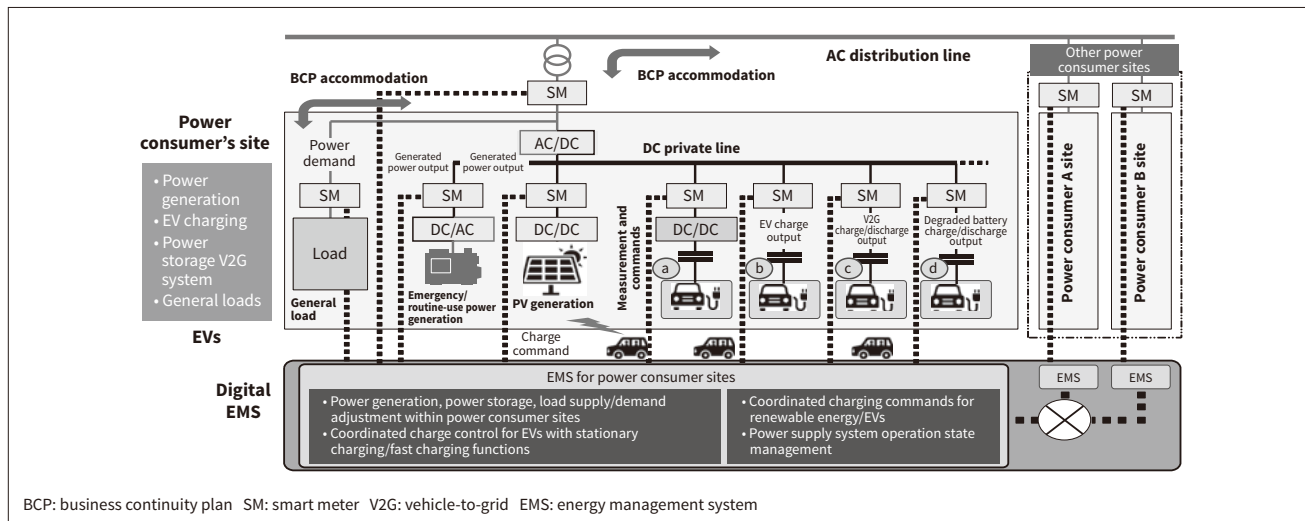 AC distribution line
Other power
consumer sites
BCP accommodation
BCP accommodation
SM
SM
SM
Power
consumer's site
• Power
generation
• EV charging
• Power
storage V2G
system
• General loads
EVs
Power
demand
AC/DC
DC private line
Generated
power output
Generated
power output
SM
SM
SM
SM
SM
SM
SM
Load
General
load
DC/AC
Emergency/
routine-use power
generation
DC/DC
PV generation
Measurement and
commands
DC/DC
a
EV charge
output
b
V2G
charge/discharge
output
c
Degraded battery
charge/discharge
output
d
Power consumer A site
Power consumer B site
Charge
command
Digital
EMS
EMS for power consumer sites
• Power generation, power storage, load supply/demand
adjustment within power consumer sites
• Coordinated charge control for EVs with stationary
charging/fast charging functions
• Coordinated charging commands for
renewable energy/EVs
• Power supply system operation state
management
EMS
EMS
BCP: business continuity plan SM: smart meter V2G: vehicle-to-grid EMS: energy management system